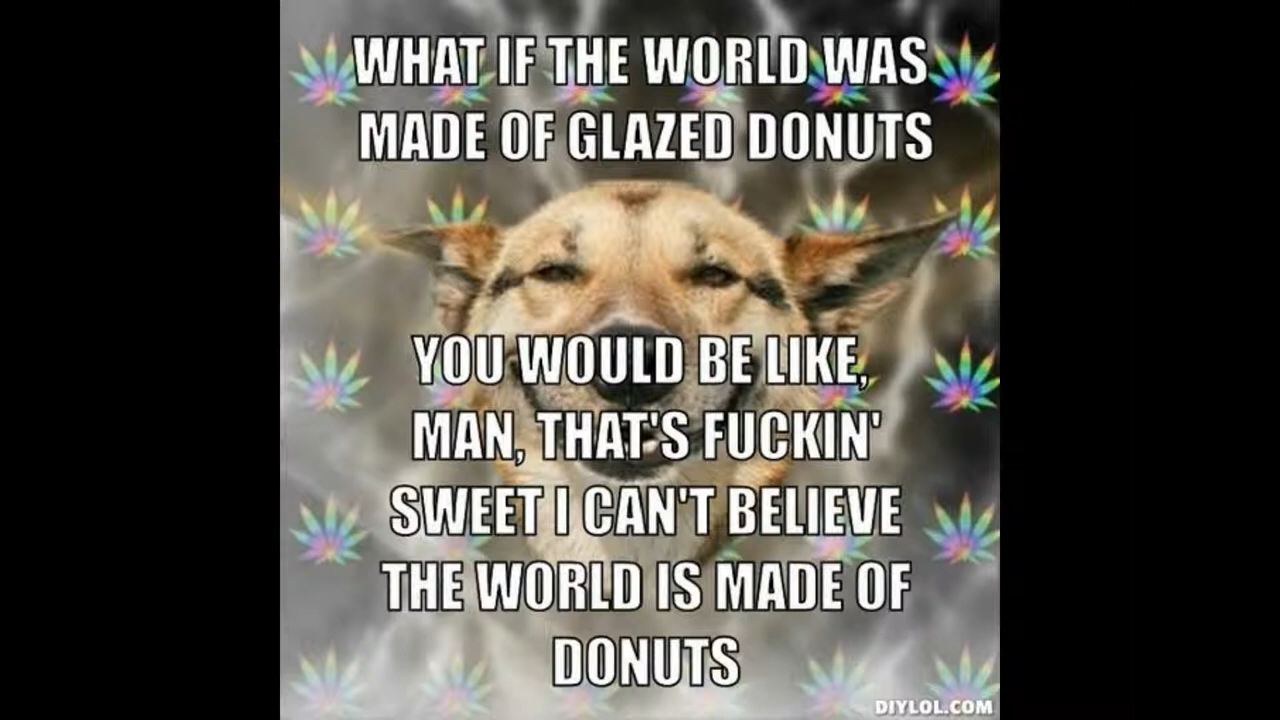 WHAT IF THE WORLD WAS
MADE OF GLAZED DONUTS
YOU WOULD BE LIKE,
MAN, THAT'S FUCKIN'
SWEET I CAN'T BELIEVE
THE WORLD IS MADE OF
DONUTS
DIYLOL.COM